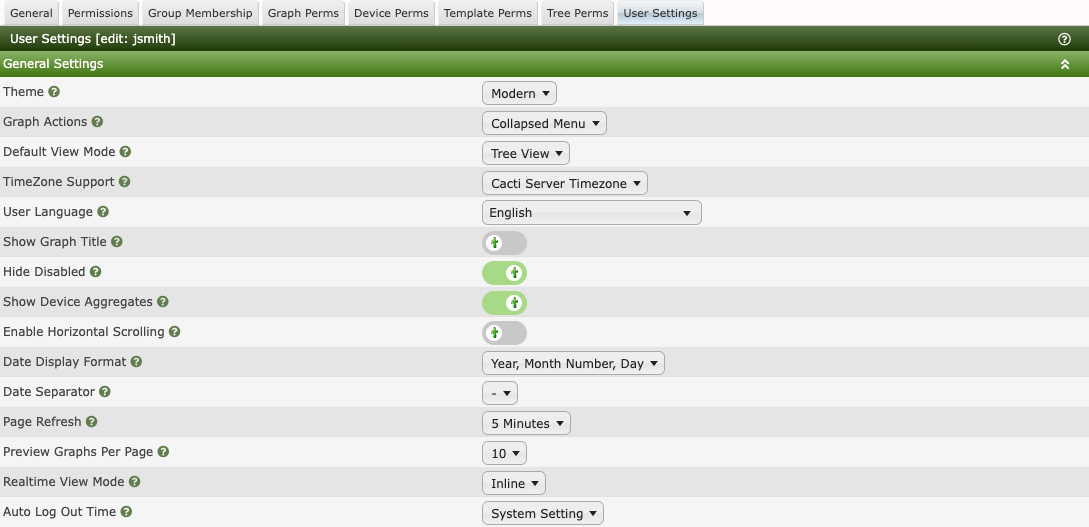 General Permissions Group Membership Graph Perms Device Perms Template Perms Tree Perms User Settings
User Settings [edit: jsmith]
General Settings
Theme Modern
Graph Actions Collapsed Menu
Default View Mode Tree View
TimeZone Support Cacti Server Timezone
User Language English
Show Graph Title
Hide Disabled
Show Device Aggregates
Enable Horizontal Scrolling
Date Display Format Year, Month Number, Day
Date Separator -
Page Refresh 5 Minutes
Preview Graphs Per Page 10
Realtime View Mode Inline
Auto Log Out Time System Setting